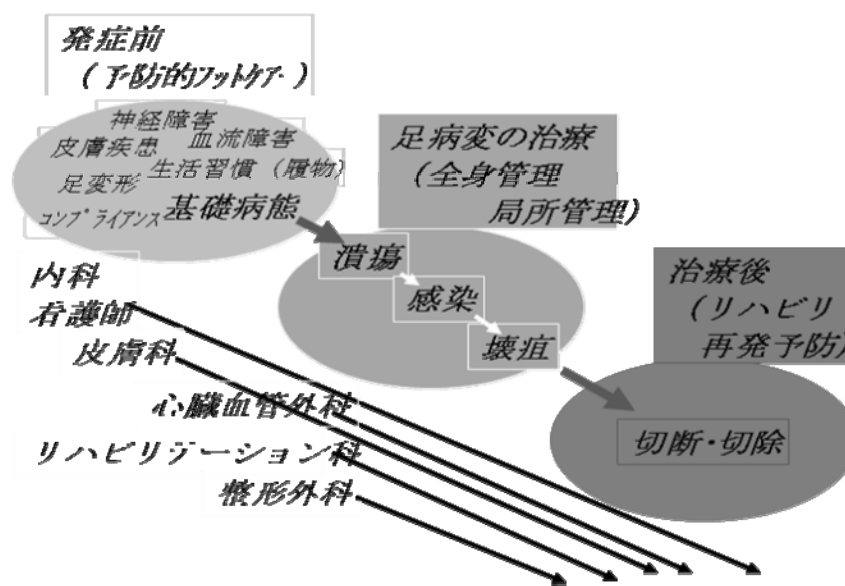 発症前
(予防的フットケアー)
神経障害
皮膚疾患 血流障害
生活習慣(履物)
足変形
コンプライアンス 基礎病態
足病変の治療
(全身管理
局所管理)
潰瘍
感染
壊疽
治療後
(リハビリ
再発予防)
切断・切除
内科
看護師
皮膚科
心臓血管外科
リハビリテーション科
整形外科